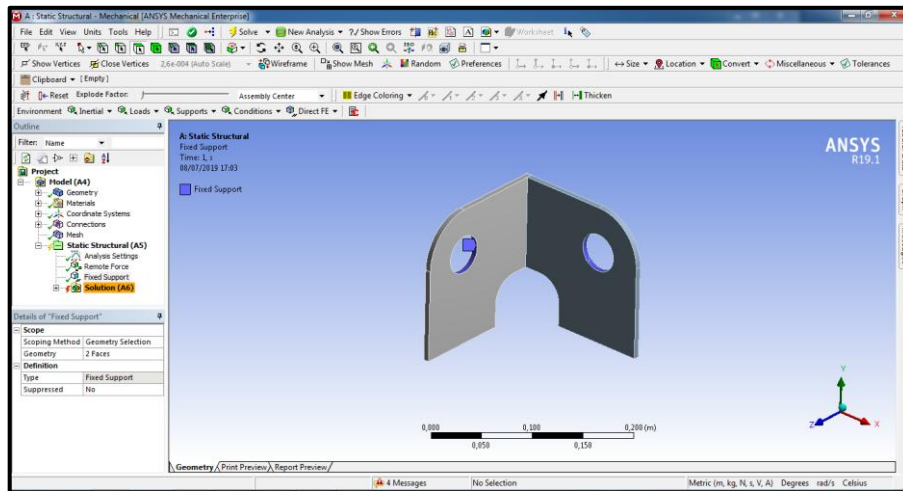 A : Static Structural - Mechanical [ANSYS Mechanical Enterprise]
File Edit View Units Tools Help Solve New Analysis ?/ Show Errors Worksheet
Show Vertices Close Vertices 2,6e-004 (Auto Scale) Wireframe Show Mesh Random Preferences Size Location Convert Miscellaneous Tolerances
Clipboard [ Empty ]
Reset Explode Factor: Assembly Center Edge Coloring Thicken
Environment Inertial Loads Supports Conditions Direct FE
Outline
Filter: Name
Project
Model (A4)
Geometry
Materials
Coordinate Systems
Connections
Mesh
Static Structural (A5)
Analysis Settings
Remote Force
Fixed Support
Solution (A6)
Details of "Fixed Support"
Scope
Scoping Method Geometry Selection
Geometry 2 Faces
Definition
Type Fixed Support
Suppressed No
A: Static Structural
Fixed Support
Time: 1, s
08/07/2019 17:03
Fixed Support
ANSYS
R19.1
0,000 0,100 0,200 (m)
0,050 0,150
Y
Z X
Geometry Print Preview Report Preview
4 Messages No Selection Metric (m, kg, N, s, V, A) Degrees rad/s Celsius